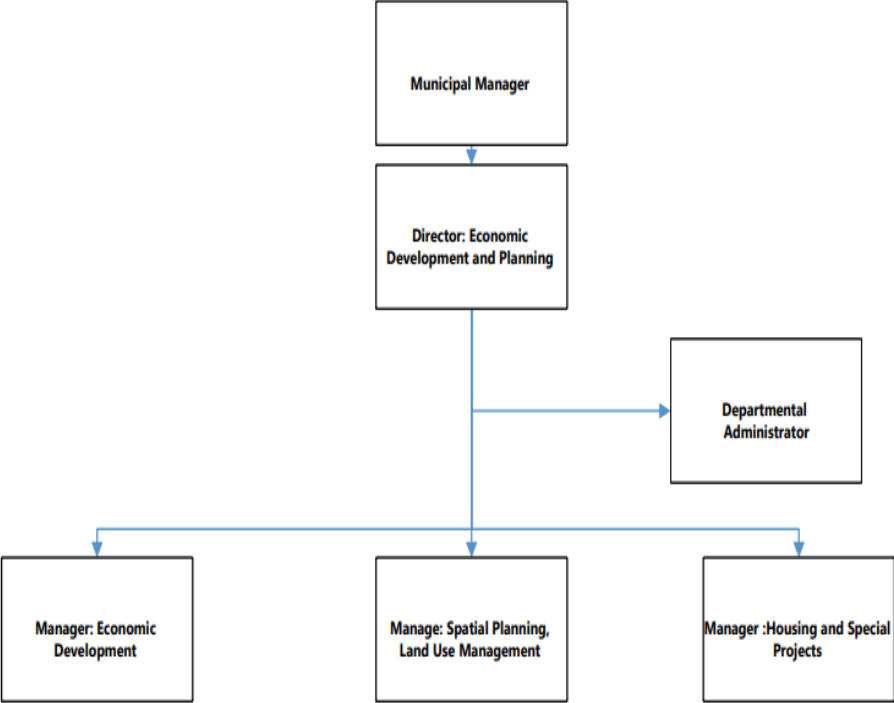 Municipal Manager
Director: Economic
Development and Planning
Departmental
Administrator
Manager: Economic
Development
Manage: Spatial Planning,
Land Use Management
Manager :Housing and Special
Projects